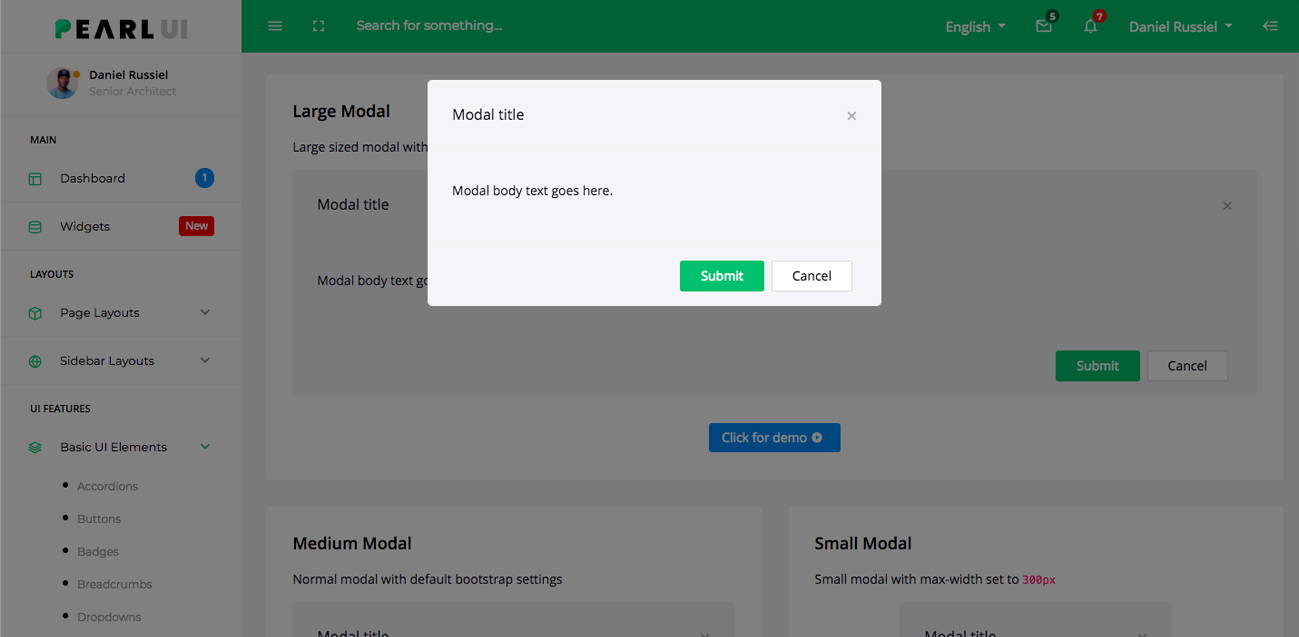 PEARL UI
Search for something...
English
5
7
Daniel Russiel
Daniel Russiel
Senior Architect
MAIN
Dashboard
1
Widgets
New
LAYOUTS
Page Layouts
Sidebar Layouts
UI FEATURES
Basic UI Elements
Accordions
Buttons
Badges
Breadcrumbs
Dropdowns
Modal title
×
Modal body text goes here.
Submit
Cancel
Large Modal
Large sized modal with
Modal title
×
Modal body text go
Submit
Cancel
Click for demo
Medium Modal
Normal modal with default bootstrap settings
Modal title
Small Modal
Small modal with max-width set to 300px
Modal title